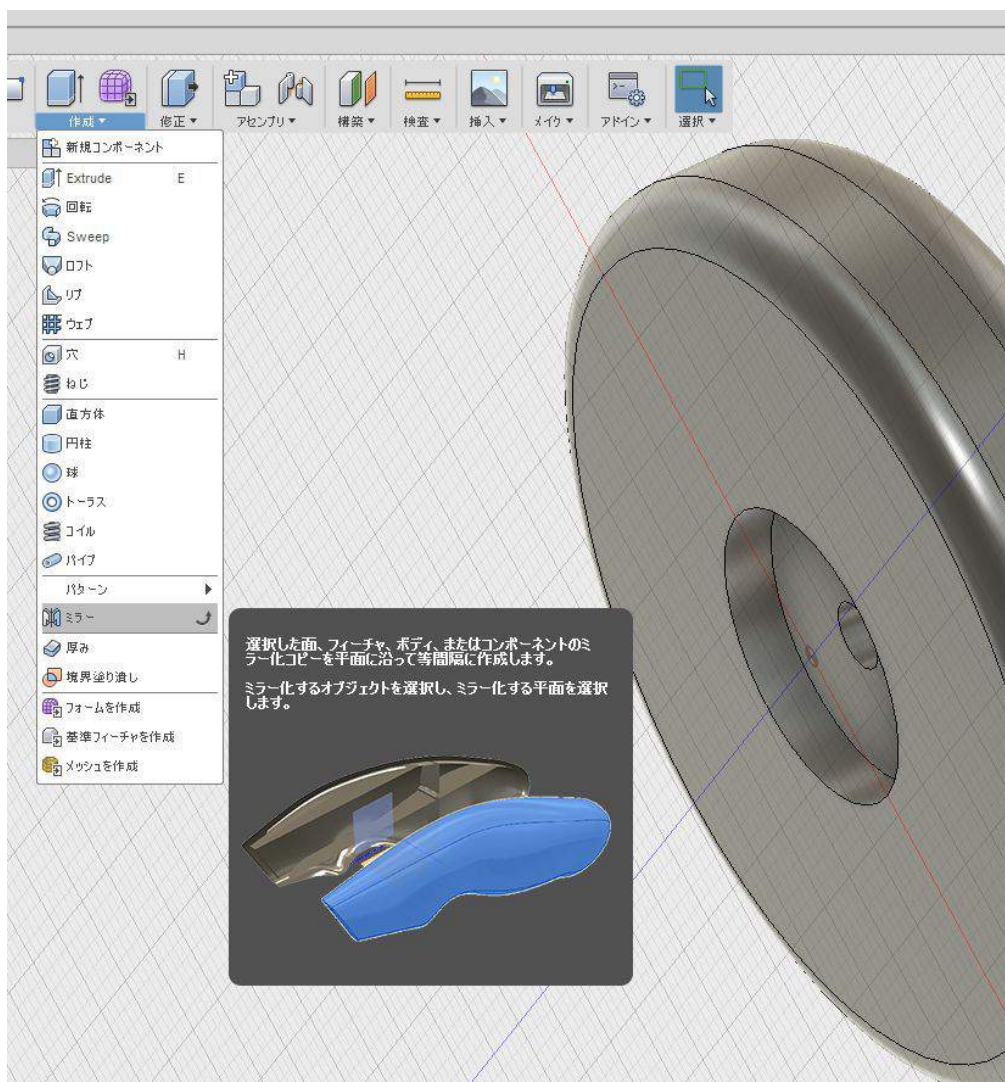 作成▼ 修正▼ アセンブリ▼ 構築▼ 検査▼ 挿入▼ メイク▼ アドイン▼ 選択▼
新規コンポーネント
Extrude E
回転
Sweep
ロフト
リブ
ウェブ
穴 H
ねじ
直方体
円柱
球
トーラス
コイル
パイプ
パターン
ミラー
厚み
境界塗り潰し
フォームを作成
基準フィーチャを作成
メッシュを作成
選択した面、フィーチャ、ボディ、またはコンポーネントのミ
ラー化コピーを平面に沿って等間隔に作成します。
ミラー化するオブジェクトを選択し、ミラー化する平面を選択
します。